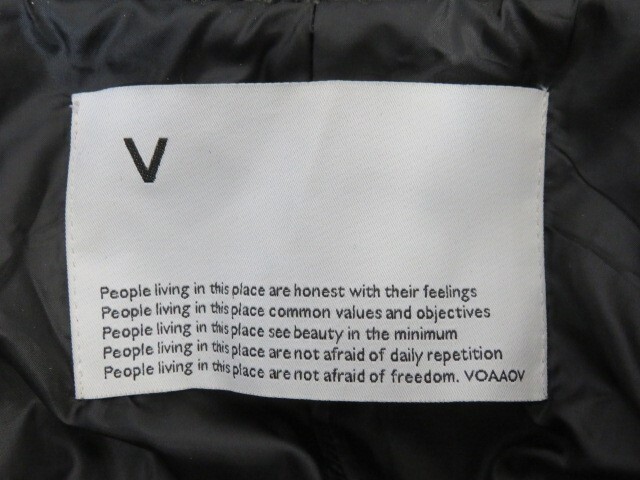 V
People living in this place are honest with their feelings
People living in this place common values and objectives
People living in this place see beauty in the minimum
People living in this place are not afraid of daily repetition
People living in this place are not afraid of freedom. VOAAOV